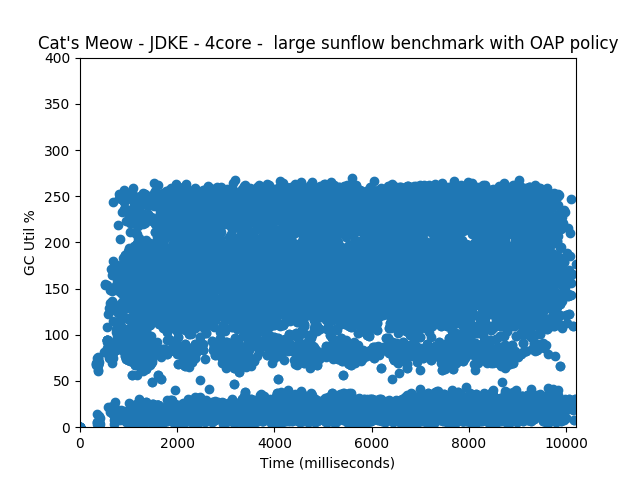 Cat's Meow - JDKE - 4core -  large sunflow benchmark with OAP policy
400
350
300
250
200
150
100
50
0
GC Util %
0 2000 4000 6000 8000 10000
Time (milliseconds)